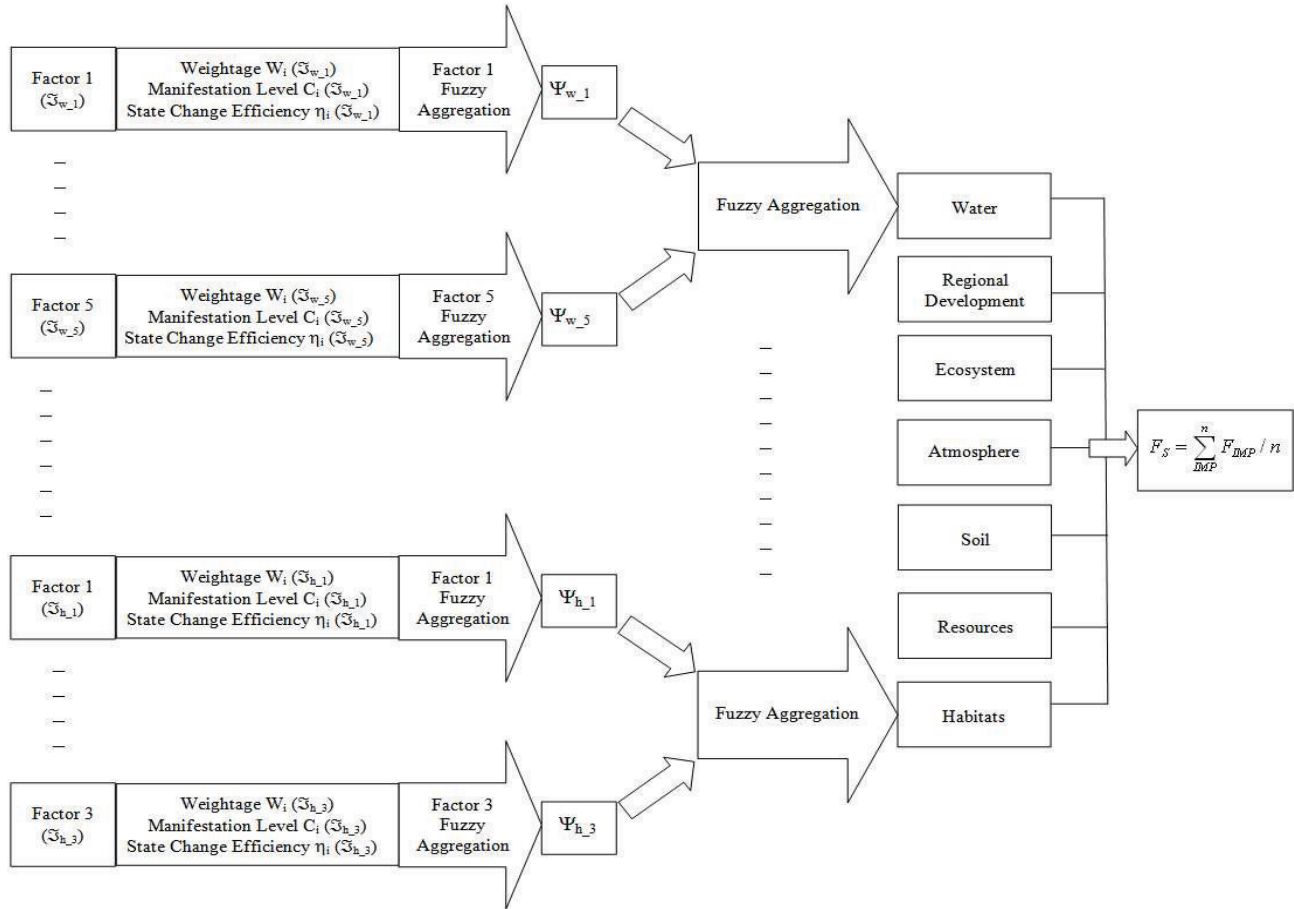 Factor 1
(ℑw_1)
Weightage Wi (ℑw_1)
Manifestation Level Ci (ℑw_1)
State Change Efficiency ηi (ℑw_1)
Factor 1
Fuzzy
Aggregation
Ψw_1
Factor 5
(ℑw_5)
Weightage Wi (ℑw_5)
Manifestation Level Ci (ℑw_5)
State Change Efficiency ηi (ℑw_5)
Factor 5
Fuzzy
Aggregation
Ψw_5
Fuzzy Aggregation
Factor 1
(ℑh_1)
Weightage Wi (ℑh_1)
Manifestation Level Ci (ℑh_1)
State Change Efficiency ηi (ℑh_1)
Factor 1
Fuzzy
Aggregation
Ψh_1
Factor 3
(ℑh_3)
Weightage Wi (ℑh_3)
Manifestation Level Ci (ℑh_3)
State Change Efficiency ηi (ℑh_3)
Factor 3
Fuzzy
Aggregation
Ψh_3
Fuzzy Aggregation
Water
Regional
Development
Ecosystem
Atmosphere
Soil
Resources
Habitats
FS = ∑IMP^n FIMP / n